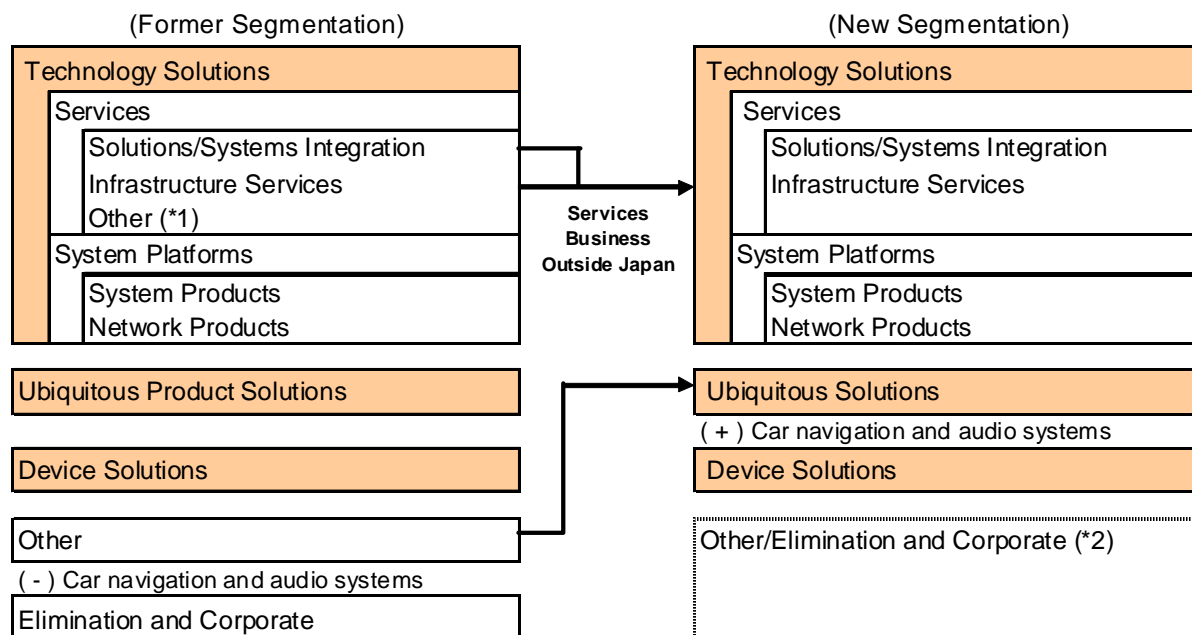 (Former Segmentation)
Technology Solutions
Services
Solutions/Systems Integration
Infrastructure Services
Other (*1)
System Platforms
System Products
Network Products
Ubiquitous Product Solutions
Device Solutions
Other
( - ) Car navigation and audio systems
Elimination and Corporate
Services
Business
Outside Japan
(New Segmentation)
Technology Solutions
Services
Solutions/Systems Integration
Infrastructure Services
System Platforms
System Products
Network Products
Ubiquitous Solutions
( + ) Car navigation and audio systems
Device Solutions
Other/Elimination and Corporate (*2)